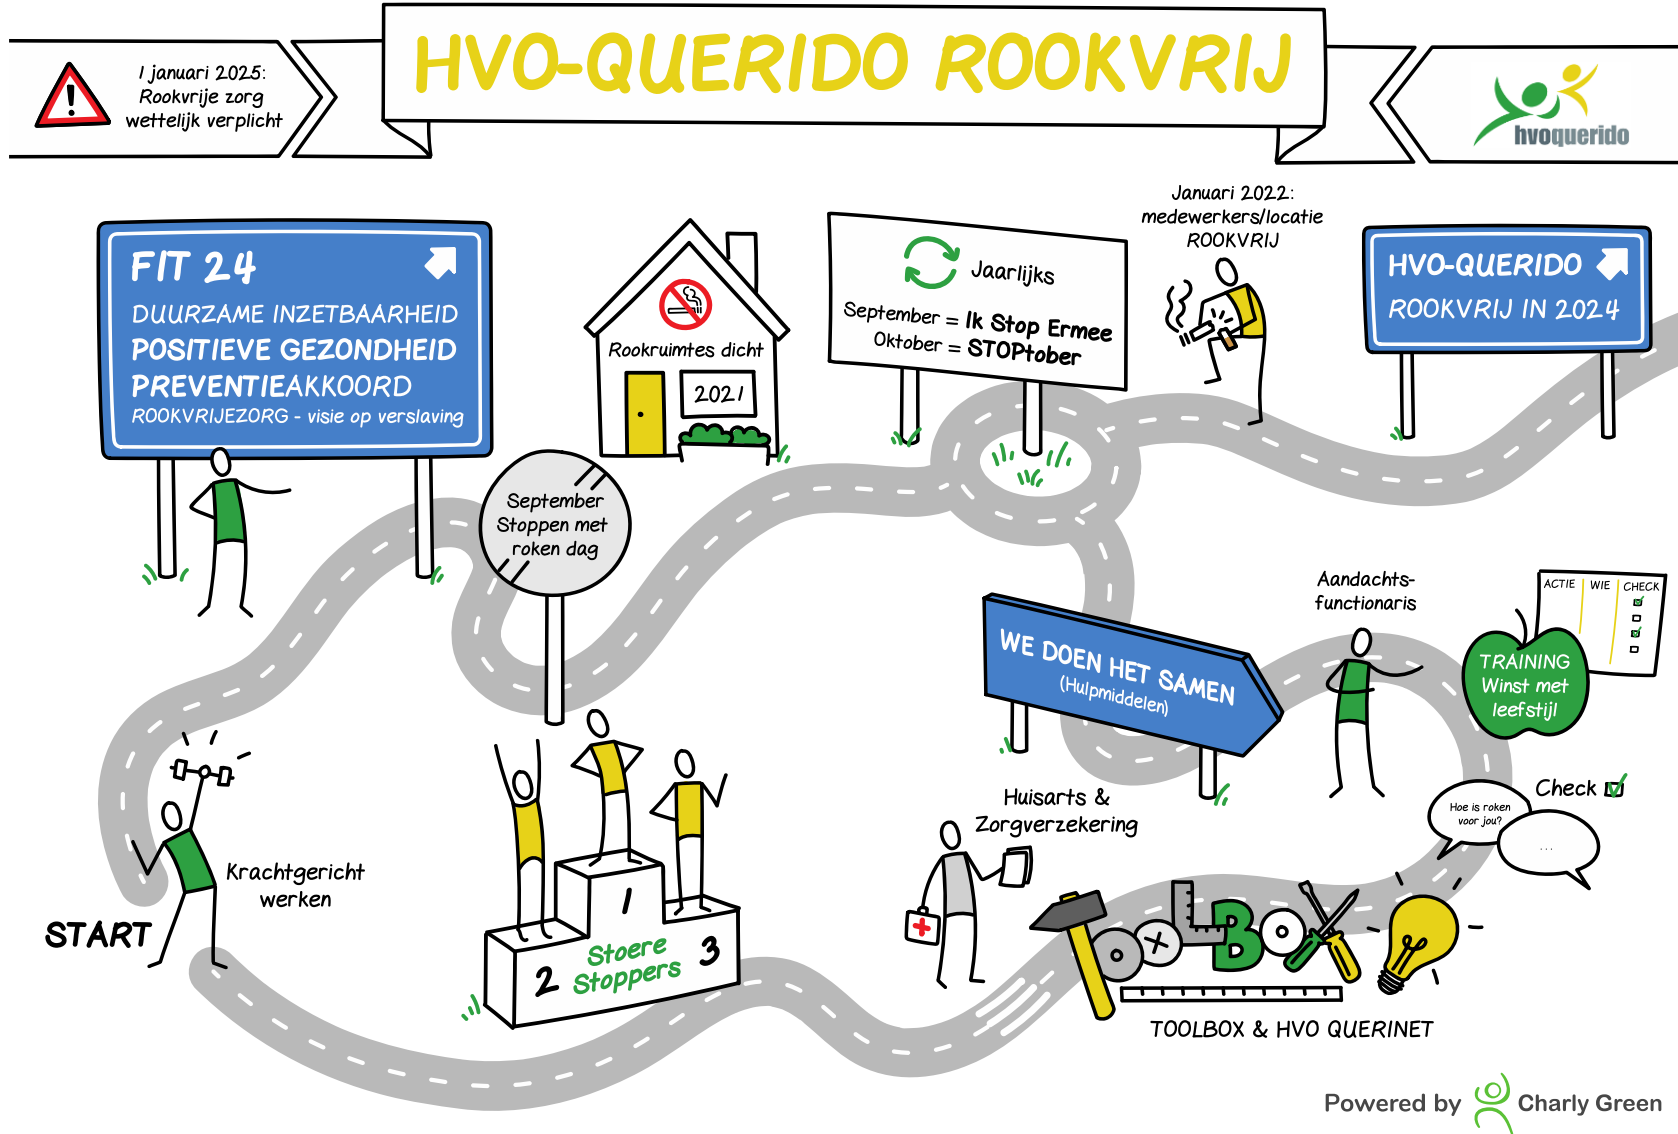 1 januari 2025:
Rookvrije zorg
wettelijk verplicht
HVO-QUERIDO ROOKVRIJ
hvoquerido
FIT 24
DUURZAME INZETBAARHEID
POSITIEVE GEZONDHEID
PREVENTIEAKKOORD
ROOKVRIJEZORG - visie op verslaving
Rookruimtes dicht
2021
Jaarlijks
September = Ik Stop Ermee
Oktober = STOPtober
Januari 2022:
medewerkers/locatie
ROOKVRIJ
HVO-QUERIDO
ROOKVRIJ IN 2024
September
Stoppen met
roken dag
WE DOEN HET SAMEN
(Hulpmiddelen)
Aandachts-
functionaris
ACTIE WIE CHECK
TRAINING
Winst met
leefstijl
Check
Hoe is roken
voor jou?
...
Huisarts &
Zorgverzekering
Krachtgericht
werken
START
1
2
3
Stoere
Stoppers
TOOLBOX
TOOLBOX & HVO QUERINET
Powered by Charly Green